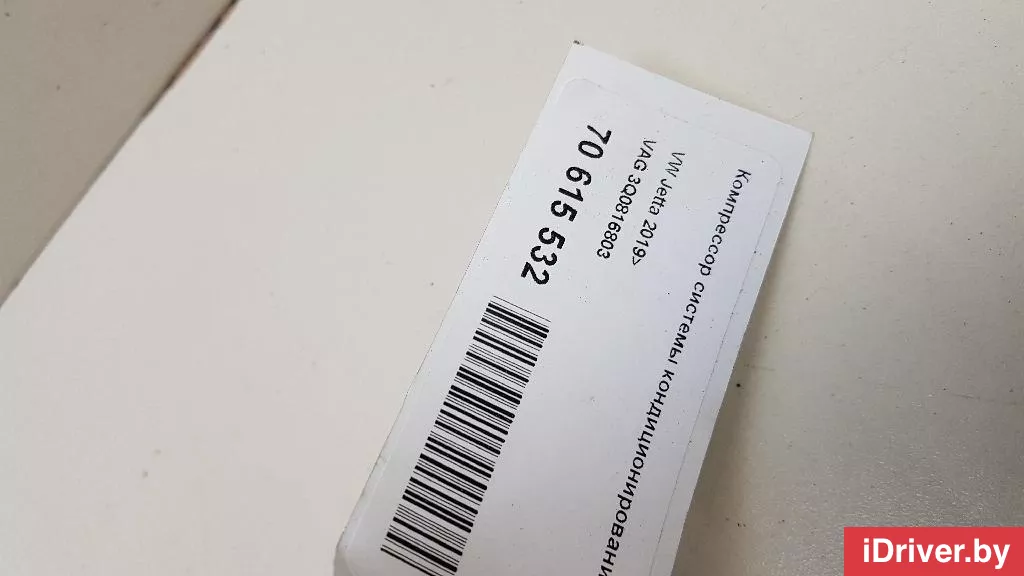 Компрессор системы кондиционировани
VW Jetta 2019>
VAG 3Q0816803
70 615 532
iDriver.by